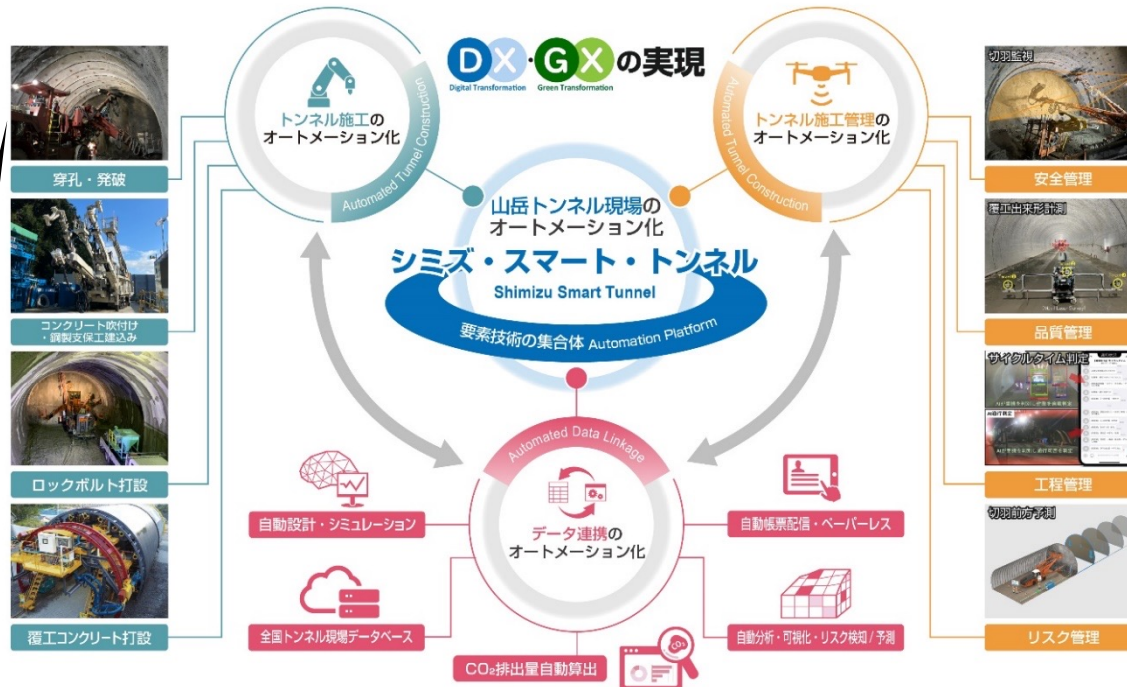 DX・GXの実現
Digital Transformation
Green Transformation
トンネル施工の
オートメーション化
Automated Tunnel Construction
トンネル施工管理の
オートメーション化
Automated Tunnel Construction
山岳トンネル現場の
オートメーション化
シミズ・スマート・トンネル
Shimizu Smart Tunnel
要素技術の集合体 Automation Platform
穿孔・発破
コンクリート吹付け
・鋼製支保工建込み
ロックボルト打設
覆工コンクリート打設
切羽監視
安全管理
覆工出来形計測
品質管理
サイクルタイム判定
工程管理
切羽前方予測
リスク管理
Automated Data Linkage
データ連携の
オートメーション化
自動設計・シミュレーション
全国トンネル現場データベース
CO₂排出量自動算出
CO₂
自動帳票配信・ペーパーレス
自動分析・可視化・リスク検知/予測